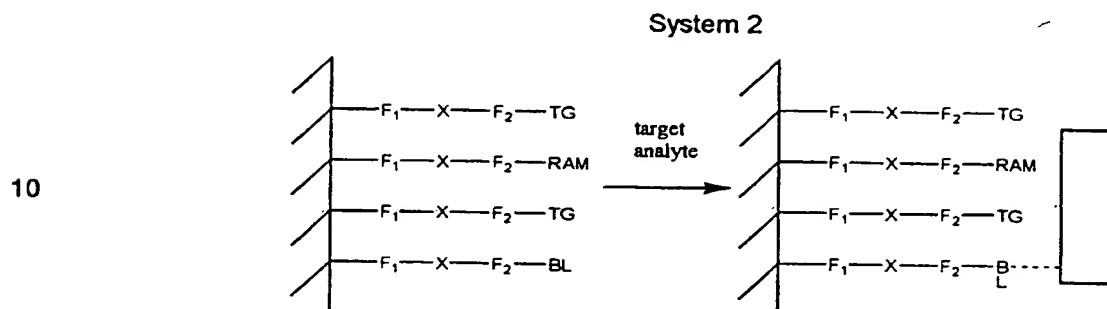 System 2
F₁—X—F₂—TG F₁—X—F₂—TG
target
analyte
10 F₁—X—F₂—RAM F₁—X—F₂—RAM
F₁—X—F₂—TG F₁—X—F₂—TG
F₁—X—F₂—BL F₁—X—F₂—B
L